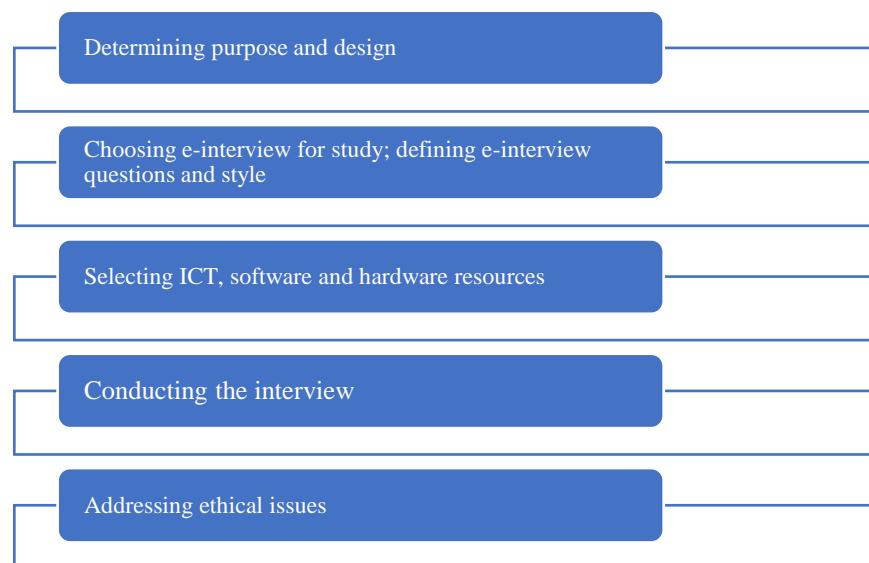 Determining purpose and design
Choosing e-interview for study; defining e-interview
questions and style
Selecting ICT, software and hardware resources
Conducting the interview
Addressing ethical issues